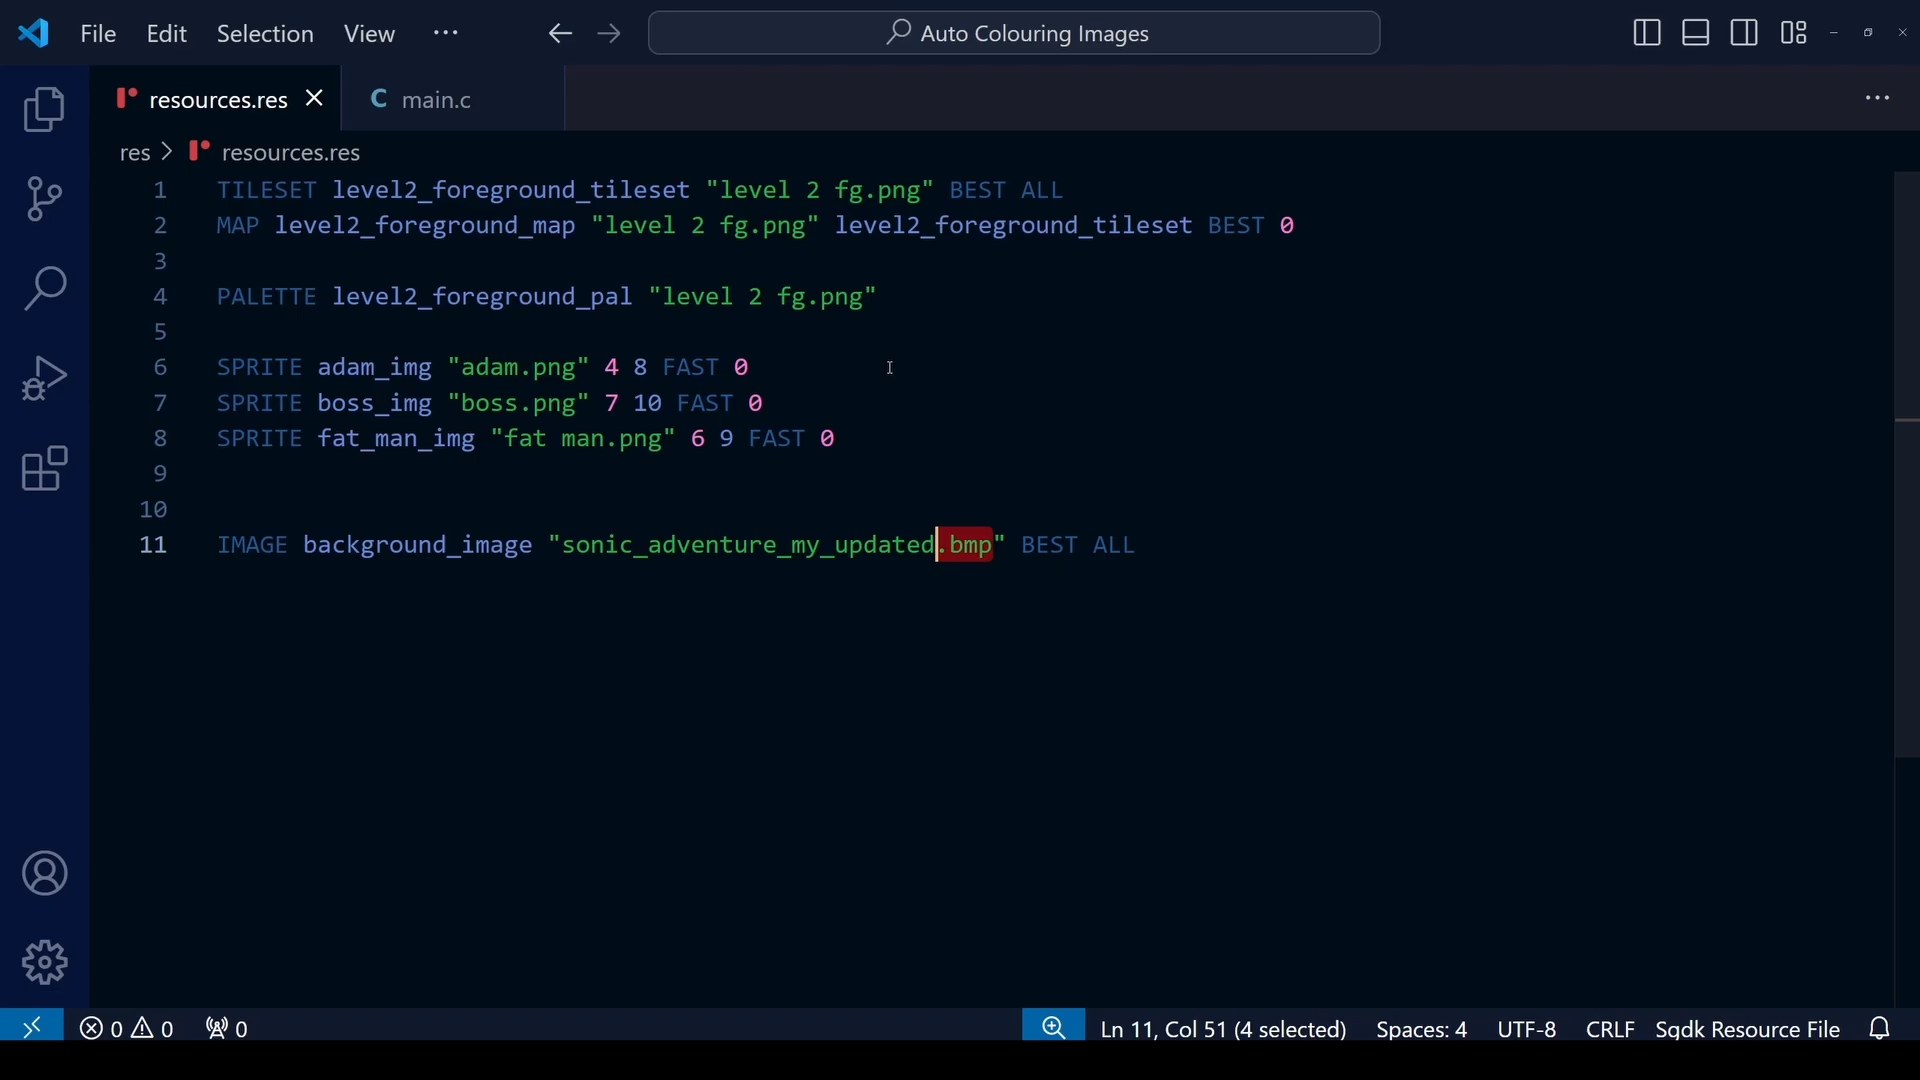 File Edit Selection View ··· Auto Colouring Images
resources.res main.c ···
res > resources.res
1 TILESET level2_foreground_tileset "level 2 fg.png" BEST ALL
2 MAP level2_foreground_map "level 2 fg.png" level2_foreground_tileset BEST 0
3
4 PALETTE level2_foreground_pal "level 2 fg.png"
5
6 SPRITE adam_img "adam.png" 4 8 FAST 0
7 SPRITE boss_img "boss.png" 7 10 FAST 0
8 SPRITE fat_man_img "fat man.png" 6 9 FAST 0
9
10
11 IMAGE background_image "sonic_adventure_my_updated.bmp" BEST ALL
0 0 0 Ln 11, Col 51 (4 selected) Spaces: 4 UTF-8 CRLF Sgdk Resource File